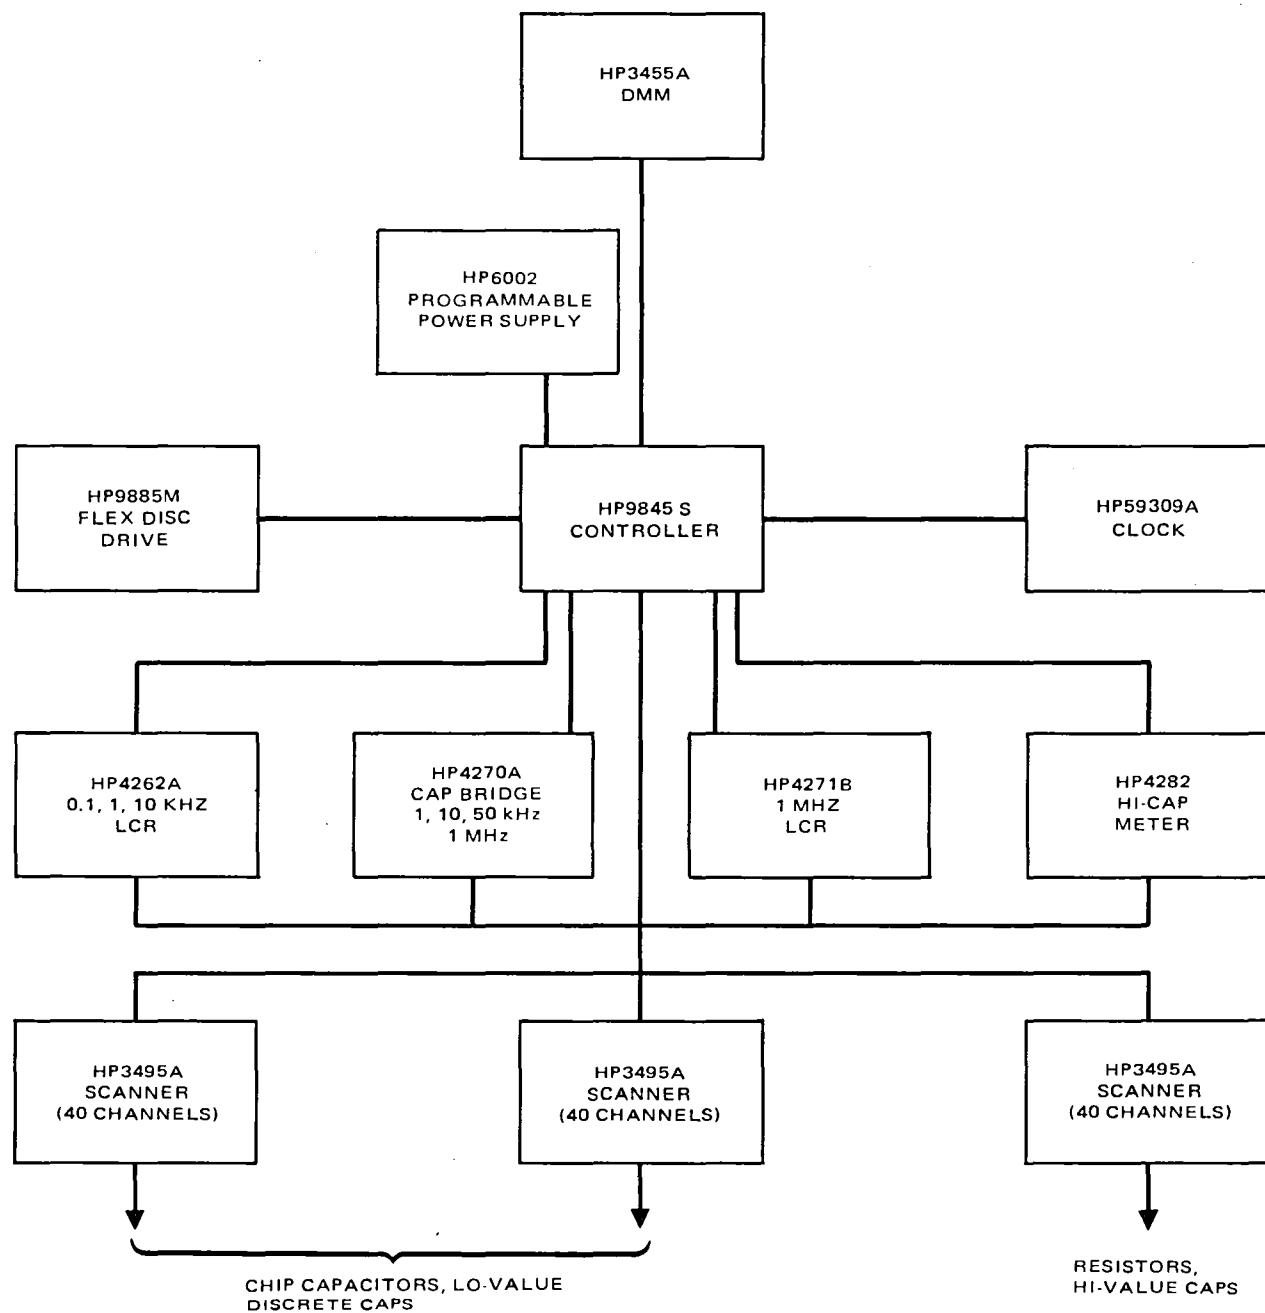 HP3455A
DMM
HP6002
PROGRAMMABLE
POWER SUPPLY
HP9885M
FLEX DISC
DRIVE
HP9845 S
CONTROLLER
HP59309A
CLOCK
HP4262A
0.1, 1, 10 KHZ
LCR
HP4270A
CAP BRIDGE
1, 10, 50 kHz
1 MHz
HP4271B
1 MHZ
LCR
HP4282
HI-CAP
METER
HP3495A
SCANNER
(40 CHANNELS)
HP3495A
SCANNER
(40 CHANNELS)
HP3495A
SCANNER
(40 CHANNELS)
CHIP CAPACITORS, LO-VALUE
DISCRETE CAPS
RESISTORS,
HI-VALUE CAPS